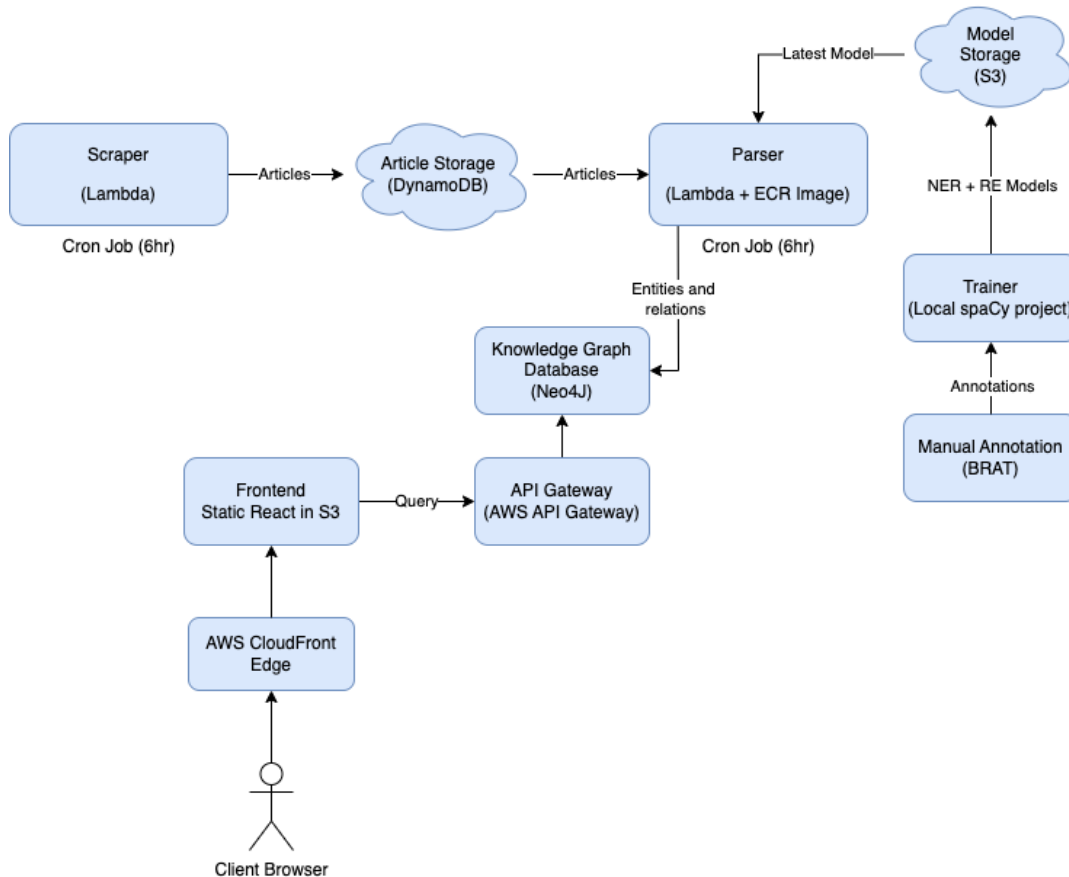 Model
Storage
(S3)
Latest Model
Scraper
(Lambda)
Articles
Article Storage
(DynamoDB)
Articles
Parser
(Lambda + ECR Image)
NER + RE Models
Cron Job (6hr)
Cron Job (6hr)
Entities and
relations
Trainer
(Local spaCy project)
Knowledge Graph
Database
(Neo4J)
Annotations
Manual Annotation
(BRAT)
Frontend
Static React in S3
Query
API Gateway
(AWS API Gateway)
AWS CloudFront
Edge
Client Browser